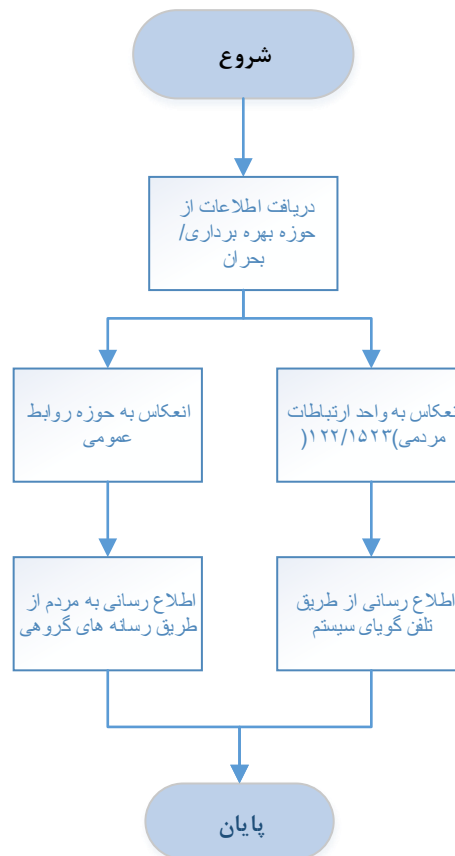 شروع
دریافت اطلاعات از
حوزه بهره برداری/
بحران
نعکاس به واحد ارتباطات
مردمی)۱۲۲/۱۵۲۳(
انعکاس به حوزه روابط
عمومی
اطلاع رسانی از طریق
تلفن گویای سیستم
اطلاع رسانی به مردم از
طریق رسانه های گروهی
پایان